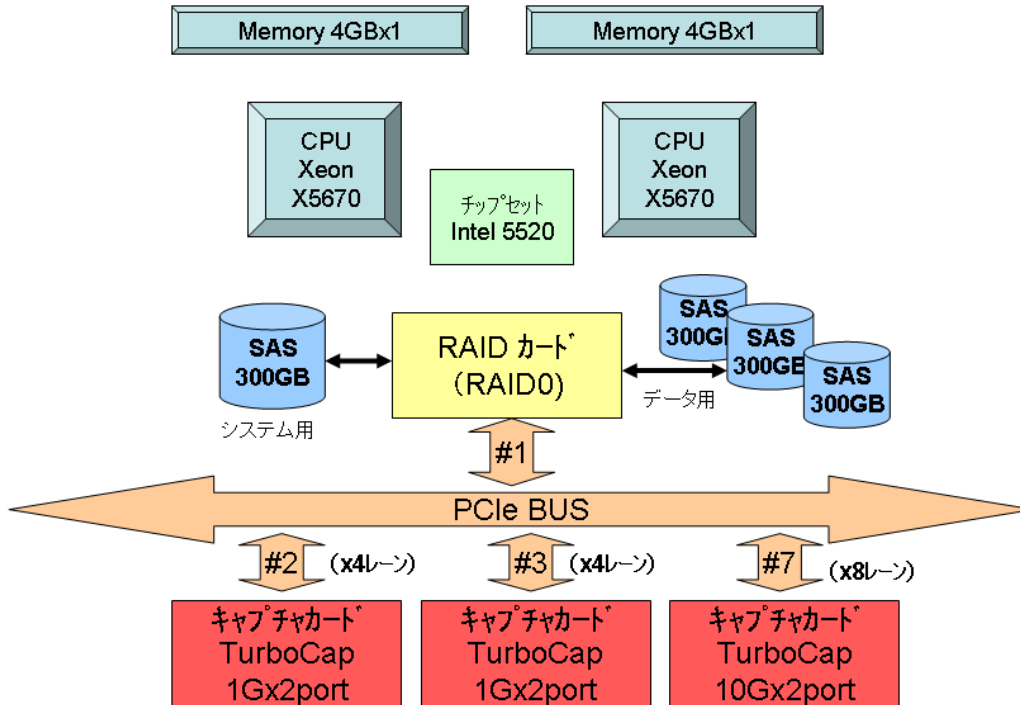 Memory 4GBx1
Memory 4GBx1
CPU
Xeon
X5670
CPU
Xeon
X5670
ﾁｯﾌﾟｾｯﾄ
Intel 5520
SAS
300GB
システム用
RAID ｶｰﾄﾞ
(RAID0)
SAS
300GB
SAS
300GB
SAS
300GB
データ用
#1
PCIe BUS
#2
(x4ﾚｰﾝ)
#3
(x4ﾚｰﾝ)
#7
(x8ﾚｰﾝ)
ｷｬﾌﾟﾁｬｶｰﾄﾞ
TurboCap
1Gx2port
ｷｬﾌﾟﾁｬｶｰﾄﾞ
TurboCap
1Gx2port
ｷｬﾌﾟﾁｬｶｰﾄﾞ
TurboCap
10Gx2port